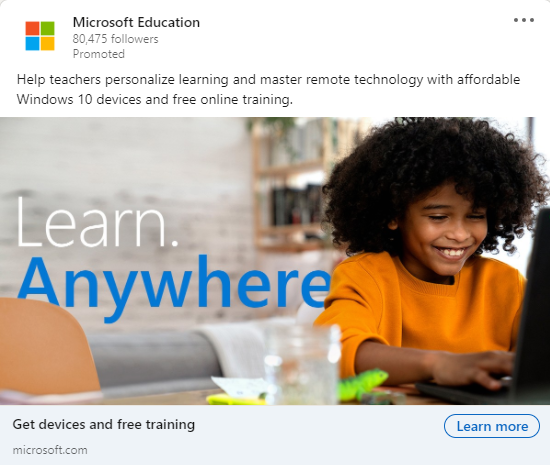 Microsoft Education
80,475 followers
Promoted
Help teachers personalize learning and master remote technology with affordable
Windows 10 devices and free online training.
Learn.
Anywhere
Get devices and free training
Learn more
microsoft.com